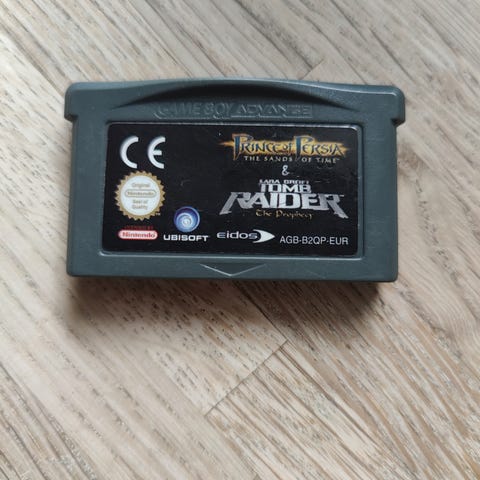 GAME BOY ADVANCE
CE
PRINCE OF PERSIA
THE SANDS OF TIME
&
LARA CROFT
TOMB
RAIDER
The Prophecy
Original
Nintendo
Seal of
Quality
Nintendo
UBISOFT
eidos
AGB-B2QP-EUR